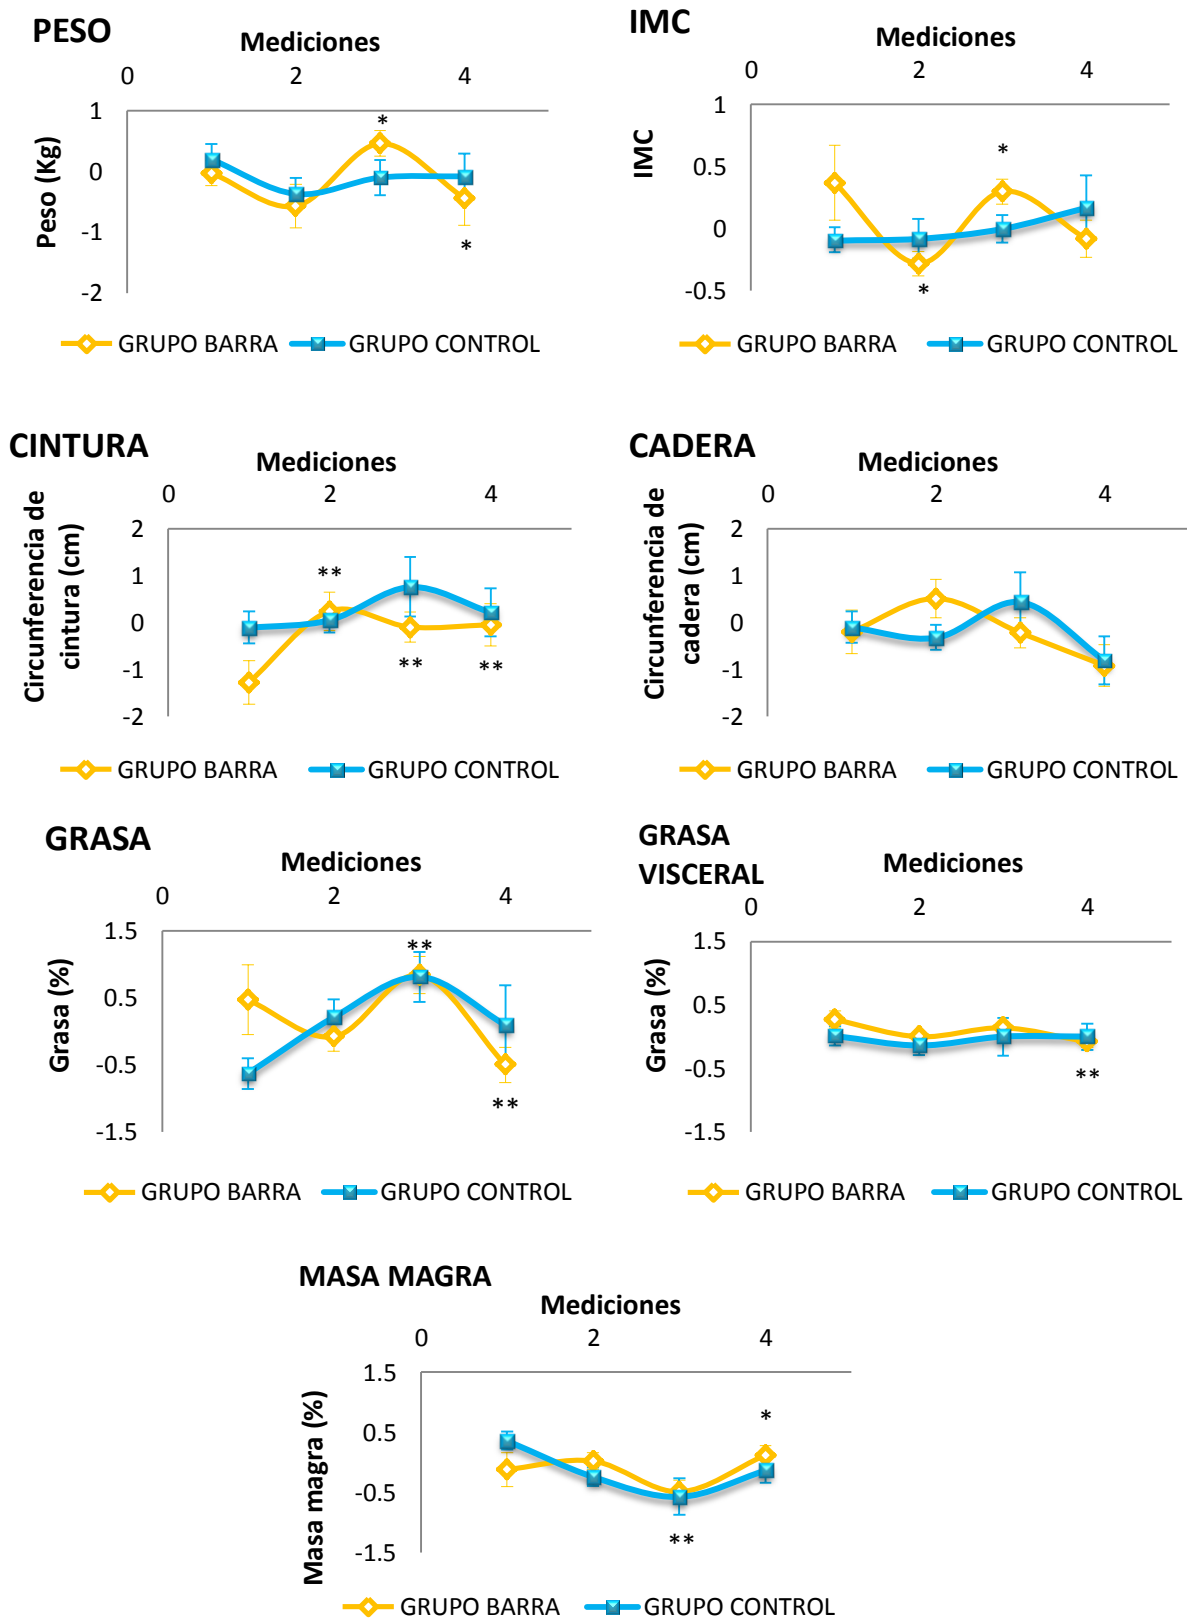 PESO
Mediciones
0 2 4
1
0
-1
-2
Peso (Kg)
*
*
GRUPO BARRA GRUPO CONTROL
IMC
Mediciones
0 2 4
1
0.5
0
-0.5
IMC
*
*
GRUPO BARRA GRUPO CONTROL
CINTURA
Mediciones
0 2 4
2
1
0
-1
-2
Circunferencia de
cintura (cm)
**
**
**
GRUPO BARRA GRUPO CONTROL
CADERA
Mediciones
0 2 4
2
1
0
-1
-2
Circunferencia de
cadera (cm)
GRUPO BARRA GRUPO CONTROL
GRASA
Mediciones
0 2 4
1.5
0.5
-0.5
-1.5
Grasa (%)
**
**
GRUPO BARRA GRUPO CONTROL
GRASA
VISCERAL
Mediciones
0 2 4
1.5
0.5
-0.5
-1.5
Grasa (%)
**
GRUPO BARRA GRUPO CONTROL
MASA MAGRA
Mediciones
0 2 4
1.5
0.5
-0.5
-1.5
Masa magra (%)
*
**
GRUPO BARRA GRUPO CONTROL